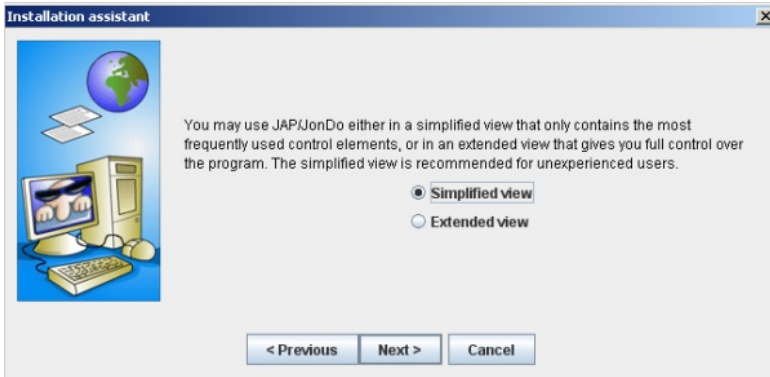 Installation assistant
You may use JAP/JonDo either in a simplified view that only contains the most
frequently used control elements, or in an extended view that gives you full control over
the program. The simplified view is recommended for unexperienced users.
Simplified view
Extended view
< Previous Next > Cancel